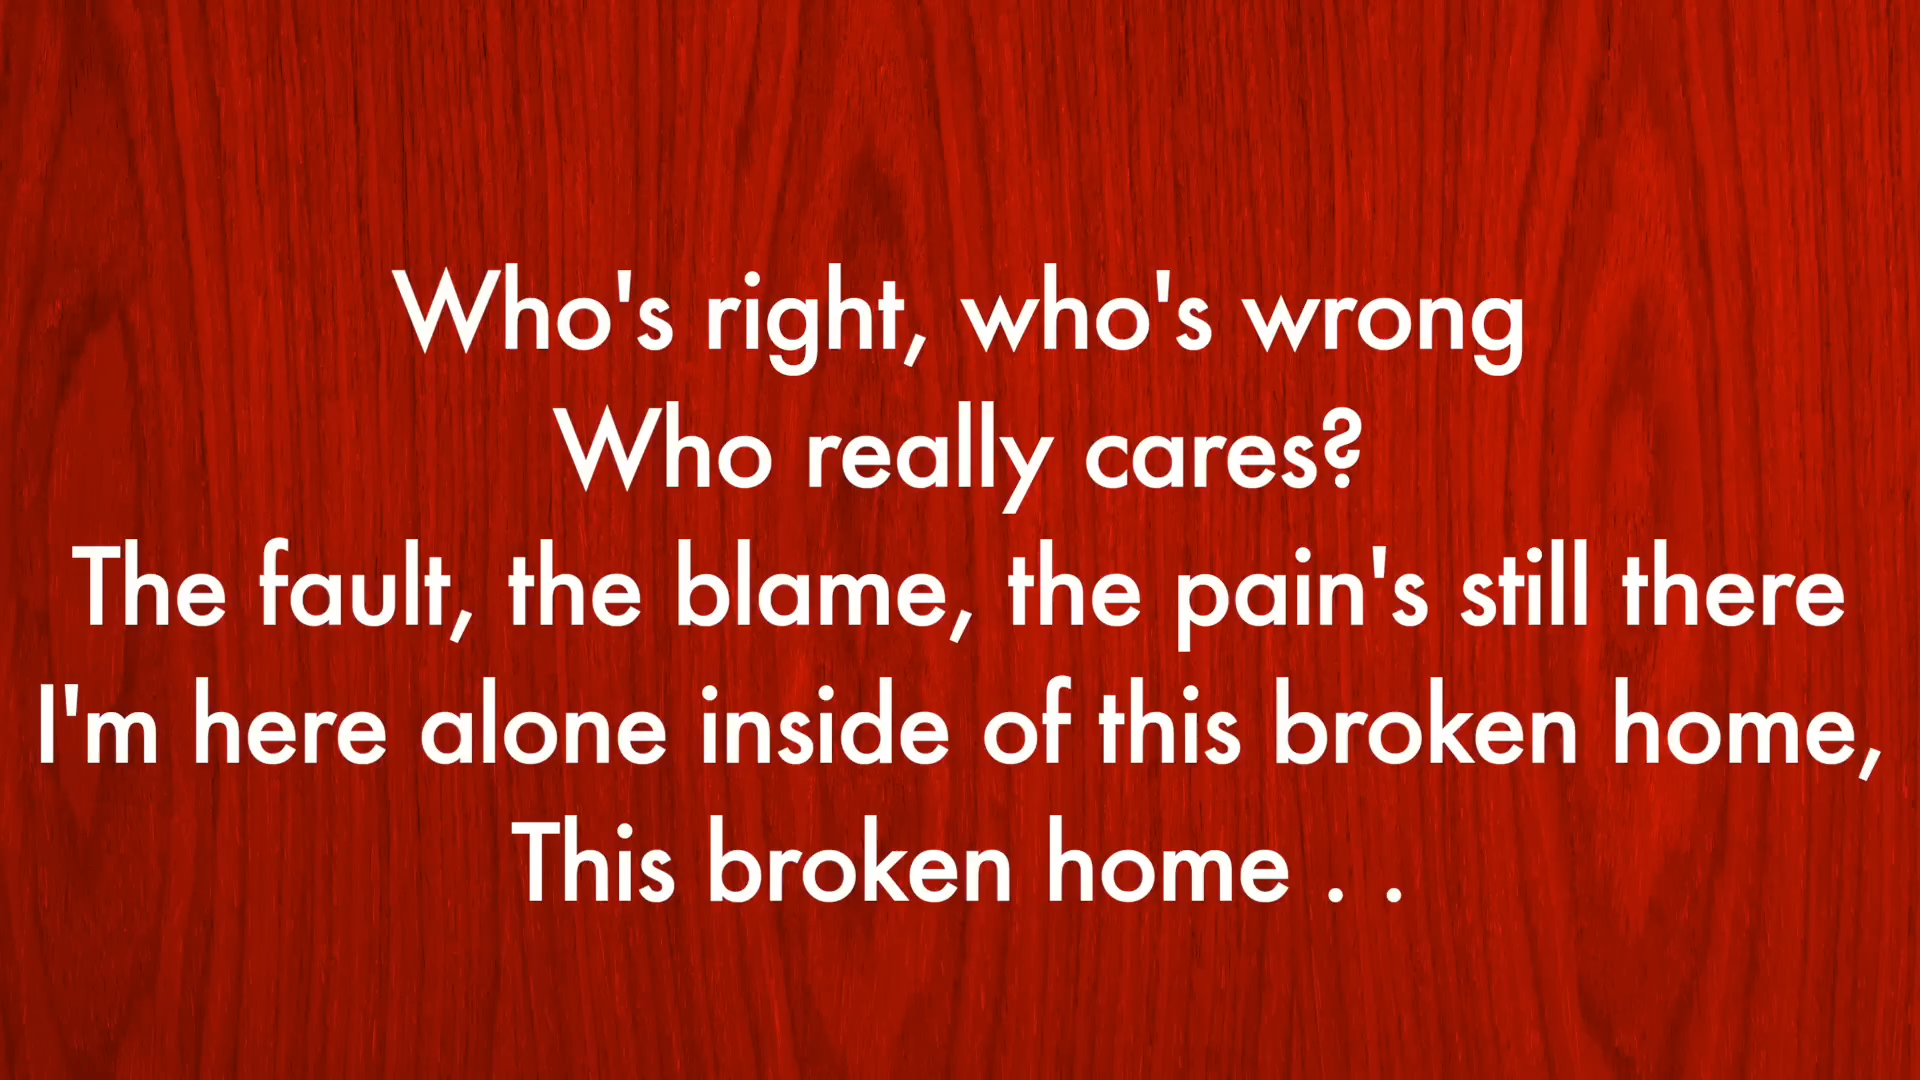 Who's right, who's wrong
Who really cares?
The fault, the blame, the pain's still there
I'm here alone inside of this broken home,
This broken home . .